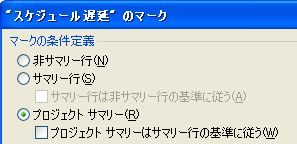 "スケジュール遅延" のマーク
マークの条件定義
非サマリー行(N)
サマリー行(S)
サマリー行は非サマリー行の基準に従う(A)
プロジェクト サマリー(R)
プロジェクト サマリーはサマリー行の基準に従う(W)